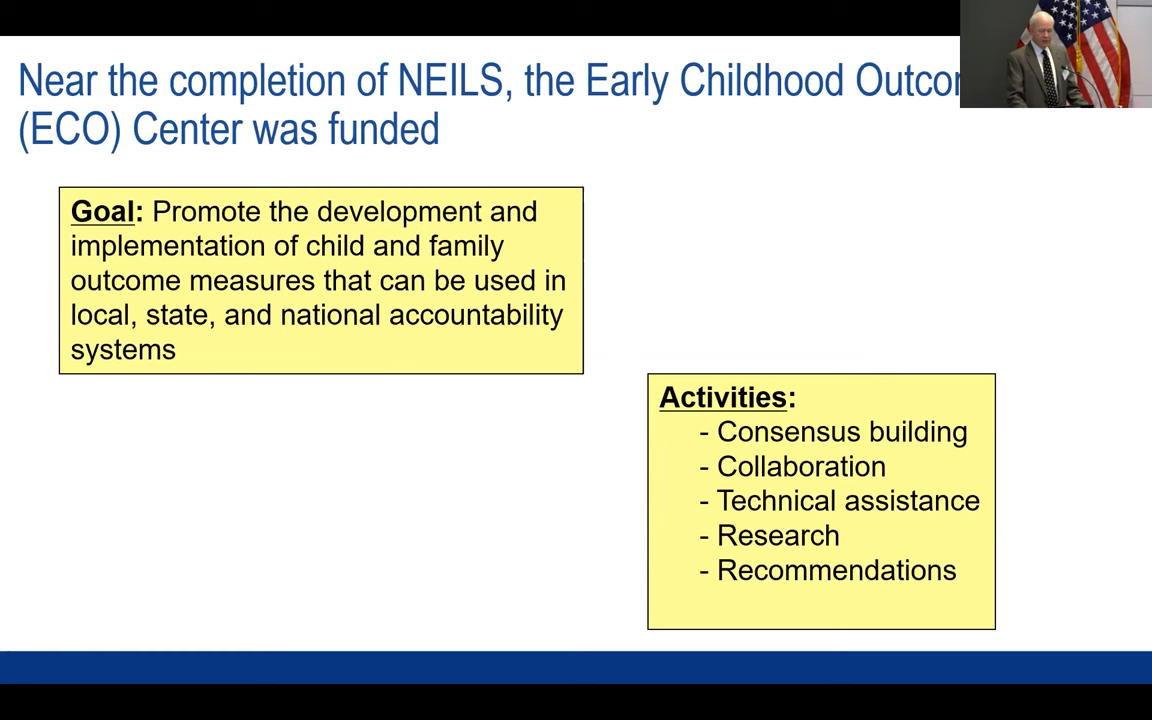 Near the completion of NEILS, the Early Childhood
(ECO) Center was funded
Goal: Promote the development and
implementation of child and family
outcome measures that can be used in
local, state, and national accountability
systems
Activities:
- Consensus building
- Collaboration
- Technical assistance
- Research
- Recommendations